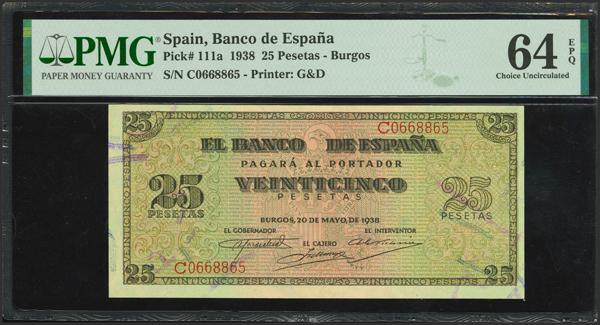 PMG
PAPER MONEY GUARANTY
Spain, Banco de España
Pick# 111a 1938 25 Pesetas - Burgos
S/N C0668865 - Printer: G&D
64 EPQ
Choice Uncirculated
25
VEINTICINCO PESETAS
25
C0668865
EL BANCO DE ESPAÑA
PAGARÁ AL PORTADOR
25
PESETAS
VEINTICINCO
PESETAS
25
PESETAS
BURGOS, 20 DE MAYO, DE 1938
EL GOBERNADOR
EL CAJERO
EL INTERVENTOR
C0668865
25
25